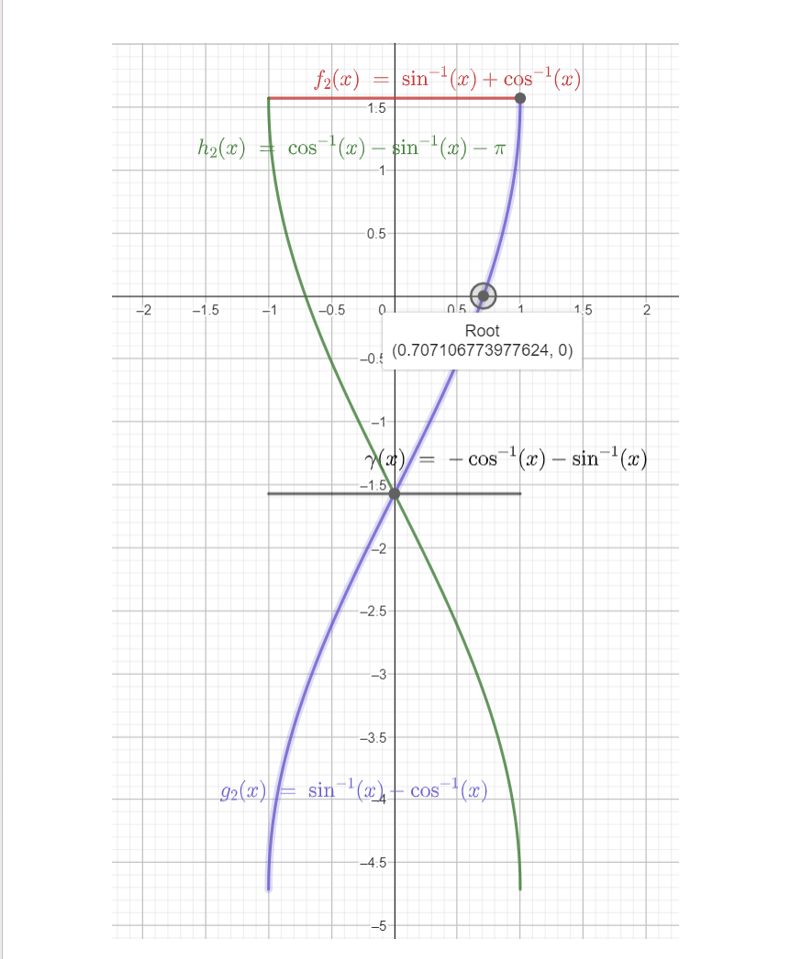 f₂(x) = sin⁻¹(x) + cos⁻¹(x)
1.5
h₂(x) = cos⁻¹(x) − sin⁻¹(x) − π
1
0.5
−2 −1.5 −1 −0.5 0 0.5 1 1.5 2
Root
−0.5 (0.707106773977624, 0)
−1
γ(x) = − cos⁻¹(x) − sin⁻¹(x)
−1.5
−2
−2.5
−3
−3.5
g₂(x) = sin⁻¹(x) − cos⁻¹(x)
−4
−4.5
−5